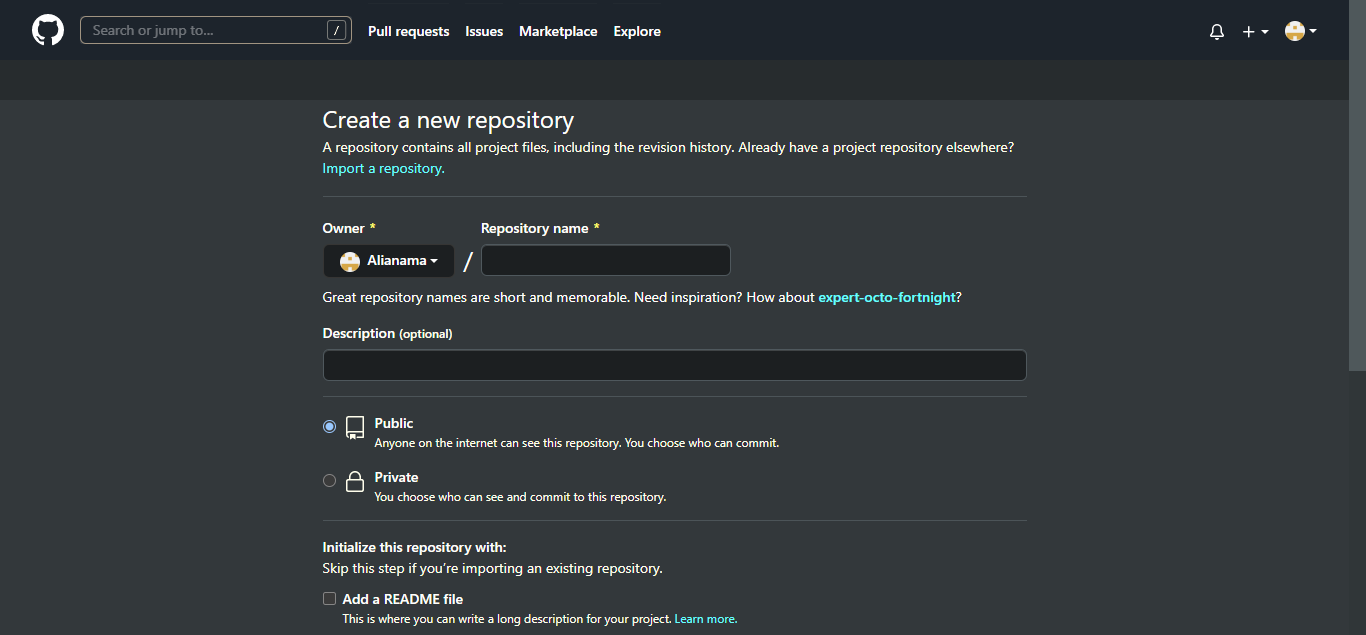 Search or jump to... /
Pull requests Issues Marketplace Explore
Create a new repository
A repository contains all project files, including the revision history. Already have a project repository elsewhere?
Import a repository.
Owner * Repository name *
Alianama /
Great repository names are short and memorable. Need inspiration? How about expert-octo-fortnight?
Description (optional)
Public
Anyone on the internet can see this repository. You choose who can commit.
Private
You choose who can see and commit to this repository.
Initialize this repository with:
Skip this step if you’re importing an existing repository.
Add a README file
This is where you can write a long description for your project. Learn more.